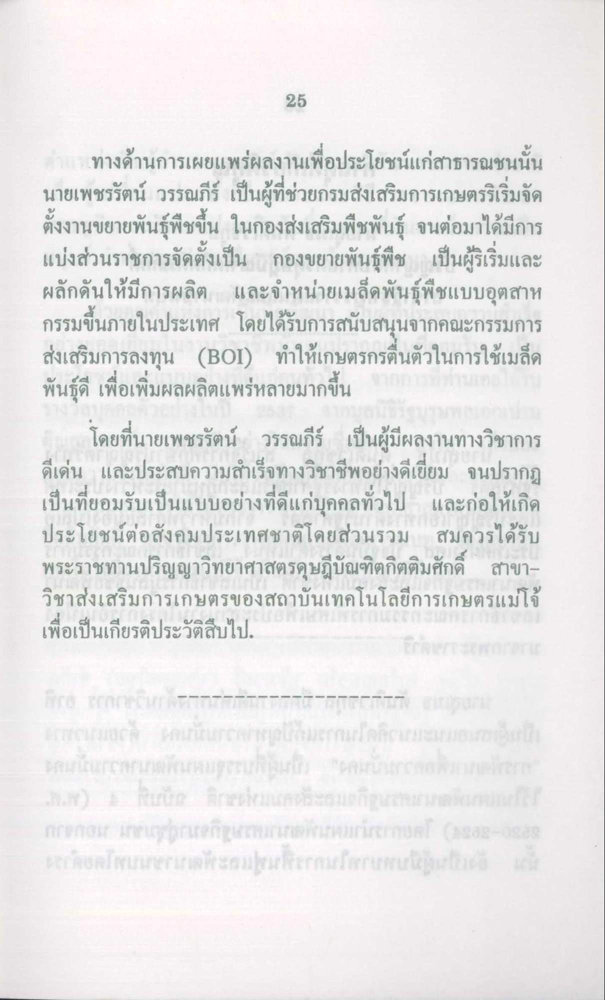 25
ทางด้านการเผยแพร่ผลงานเพื่อประโยชน์แก่สาธารณชนนั้น
นายเพชรรัตน์ วรรณภีร์ เป็นผู้ที่ช่วยกรมส่งเสริมการเกษตรริเริ่มจัด
ตั้งงานขยายพันธุ์พืชขึ้น ในกองส่งเสริมพืชพันธุ์ จนต่อมาได้มีการ
แบ่งส่วนราชการจัดตั้งเป็น กองขยายพันธุ์พืช เป็นผู้ริเริ่มและ
ผลักดันให้มีการผลิต และจำหน่ายเมล็ดพันธุ์พืชแบบอุตสาห
กรรมขึ้นภายในประเทศ โดยได้รับการสนับสนุนจากคณะกรรมการ
ส่งเสริมการลงทุน (BOI) ทำให้เกษตรกรตื่นตัวในการใช้เมล็ด
พันธุ์ดี เพื่อเพิ่มผลผลิตแพร่หลายมากขึ้น
โดยที่นายเพชรรัตน์ วรรณภีร์ เป็นผู้มีผลงานทางวิชาการ
ดีเด่น และประสบความสำเร็จทางวิชาชีพอย่างดีเยี่ยม จนปรากฏ
เป็นที่ยอมรับเป็นแบบอย่างที่ดีแก่บุคคลทั่วไป และก่อให้เกิด
ประโยชน์ต่อสังคมประเทศชาติโดยส่วนรวม สมควรได้รับ
พระราชทานปริญญาวิทยาศาสตรดุษฎีบัณฑิตกิตติมศักดิ์ สาขา-
วิชาส่งเสริมการเกษตรของสถาบันเทคโนโลยีการเกษตรแม่โจ้
เพื่อเป็นเกียรติประวัติสืบไป.
--------------------